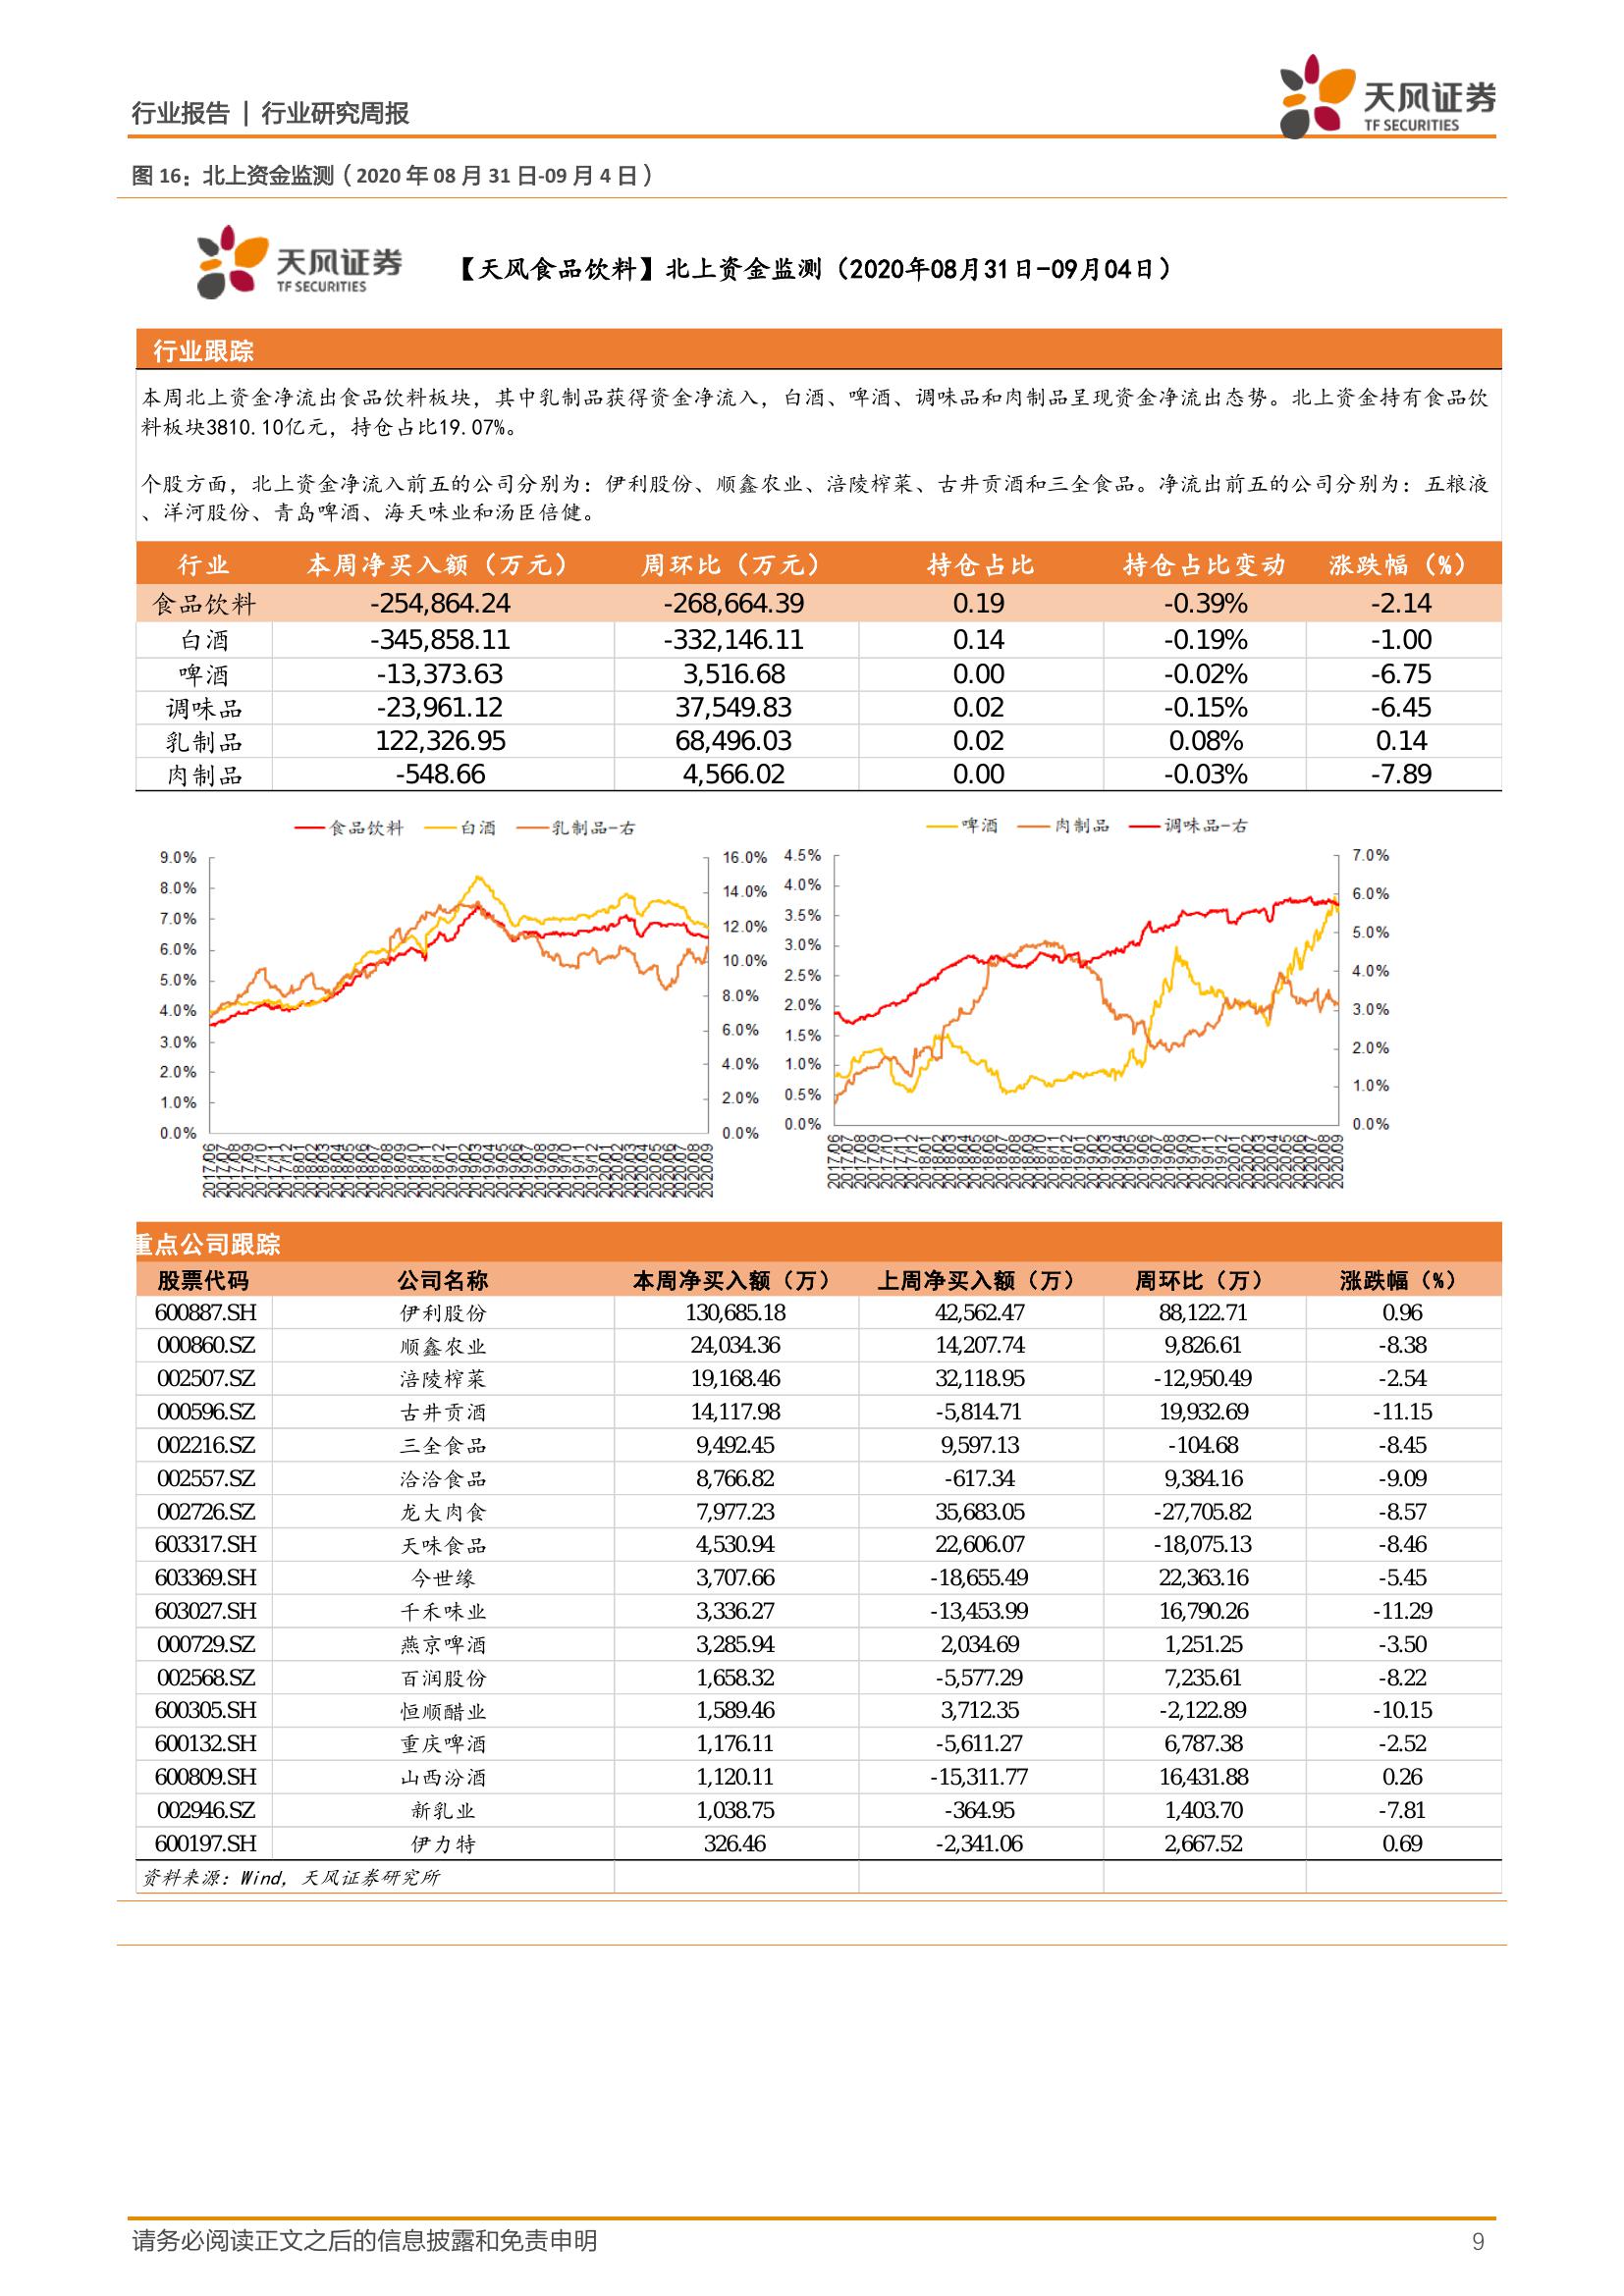 行业报告 | 行业研究周报
天风证券
TF SECURITIES
图 16：北上资金监测（2020 年 08 月 31 日-09 月 4 日）
天风证券
TF SECURITIES
【天风食品饮料】北上资金监测（2020年08月31日-09月04日）
行业跟踪
本周北上资金净流出食品饮料板块，其中乳制品获得资金净流入，白酒、啤酒、调味品和肉制品呈现资金净流出态势。北上资金持有食品饮
料板块3810.10亿元，持仓占比19.07%。
个股方面，北上资金净流入前五的公司分别为：伊利股份、顺鑫农业、涪陵榨菜、古井贡酒和三全食品。净流出前五的公司分别为：五粮液
、洋河股份、青岛啤酒、海天味业和汤臣倍健。
行业 本周净买入额（万元） 周环比（万元） 持仓占比 持仓占比变动 涨跌幅（%）
食品饮料 -254,864.24 -268,664.39 0.19 -0.39% -2.14
白酒 -345,858.11 -332,146.11 0.14 -0.19% -1.00
啤酒 -13,373.63 3,516.68 0.00 -0.02% -6.75
调味品 -23,961.12 37,549.83 0.02 -0.15% -6.45
乳制品 122,326.95 68,496.03 0.02 0.08% 0.14
肉制品 -548.66 4,566.02 0.00 -0.03% -7.89
食品饮料 白酒 乳制品-右
9.0%
8.0%
7.0%
6.0%
5.0%
4.0%
3.0%
2.0%
1.0%
0.0%
16.0%
14.0%
12.0%
10.0%
8.0%
6.0%
4.0%
2.0%
0.0%
2017/06 2017/07 2017/08 2017/09 2017/10 2017/11 2017/12 2018/01 2018/02 2018/03 2018/04 2018/05 2018/06 2018/07 2018/08 2018/09 2018/10 2018/11 2018/12 2019/01 2019/02 2019/03 2019/04 2019/05 2019/06 2019/07 2019/08 2019/09 2019/10 2019/11 2019/12 2020/01 2020/02 2020/03 2020/04 2020/05 2020/06 2020/07 2020/08 2020/09
啤酒 肉制品 调味品-右
4.5%
4.0%
3.5%
3.0%
2.5%
2.0%
1.5%
1.0%
0.5%
0.0%
7.0%
6.0%
5.0%
4.0%
3.0%
2.0%
1.0%
0.0%
2017/06 2017/07 2017/08 2017/09 2017/10 2017/11 2017/12 2018/01 2018/02 2018/03 2018/04 2018/05 2018/06 2018/07 2018/08 2018/09 2018/10 2018/11 2018/12 2019/01 2019/02 2019/03 2019/04 2019/05 2019/06 2019/07 2019/08 2019/09 2019/10 2019/11 2019/12 2020/01 2020/02 2020/03 2020/04 2020/05 2020/06 2020/07 2020/08 2020/09
重点公司跟踪
股票代码 公司名称 本周净买入额（万） 上周净买入额（万） 周环比（万） 涨跌幅（%）
600887.SH 伊利股份 130,685.18 42,562.47 88,122.71 0.96
000860.SZ 顺鑫农业 24,034.36 14,207.74 9,826.61 -8.38
002507.SZ 涪陵榨菜 19,168.46 32,118.95 -12,950.49 -2.54
000596.SZ 古井贡酒 14,117.98 -5,814.71 19,932.69 -11.15
002216.SZ 三全食品 9,492.45 9,597.13 -104.68 -8.45
002557.SZ 洽洽食品 8,766.82 -617.34 9,384.16 -9.09
002726.SZ 龙大肉食 7,977.23 35,683.05 -27,705.82 -8.57
603317.SH 天味食品 4,530.94 22,606.07 -18,075.13 -8.46
603369.SH 今世缘 3,707.66 -18,655.49 22,363.16 -5.45
603027.SH 千禾味业 3,336.27 -13,453.99 16,790.26 -11.29
000729.SZ 燕京啤酒 3,285.94 2,034.69 1,251.25 -3.50
002568.SZ 百润股份 1,658.32 -5,577.29 7,235.61 -8.22
600305.SH 恒顺醋业 1,589.46 3,712.35 -2,122.89 -10.15
600132.SH 重庆啤酒 1,176.11 -5,611.27 6,787.38 -2.52
600809.SH 山西汾酒 1,120.11 -15,311.77 16,431.88 0.26
002946.SZ 新乳业 1,038.75 -364.95 1,403.70 -7.81
600197.SH 伊力特 326.46 -2,341.06 2,667.52 0.69
资料来源：Wind，天风证券研究所
请务必阅读正文之后的信息披露和免责申明
9